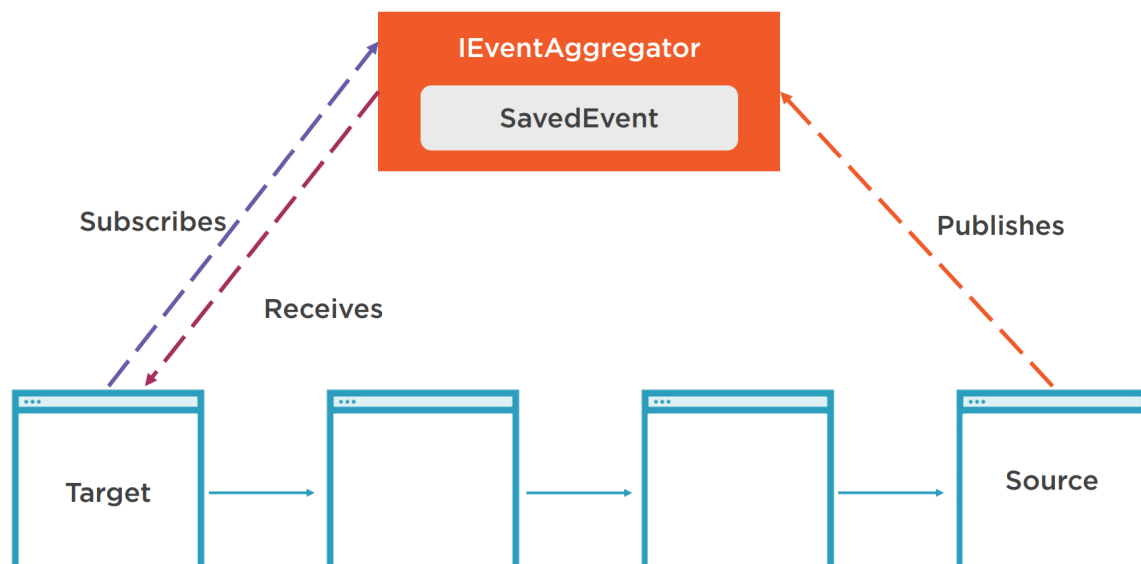 IEventAggregator
SavedEvent
Subscribes
Publishes
Receives
Target
Source